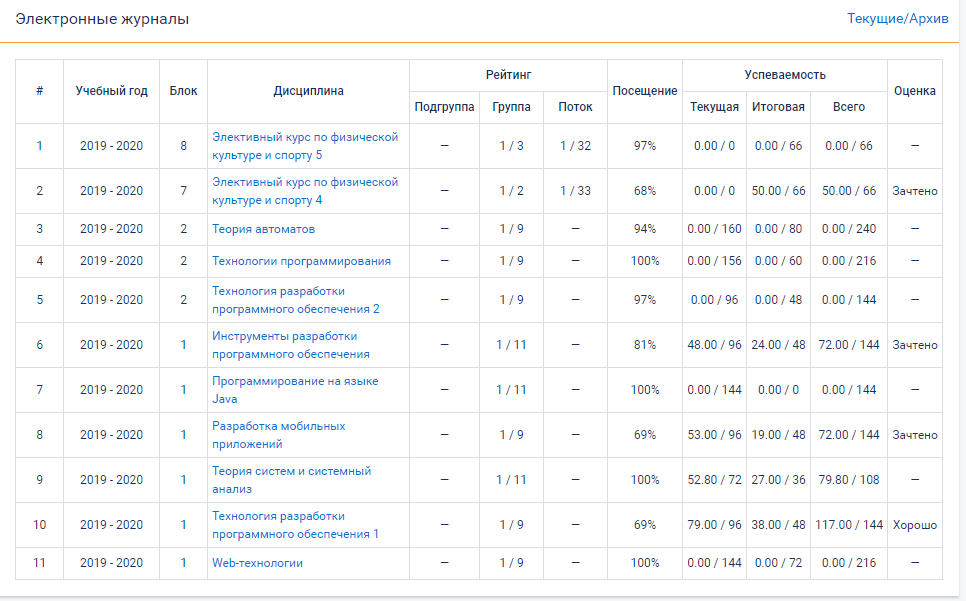 Электронные журналы
Текущие/Архив
# Учебный год Блок Дисциплина Рейтинг Посещение Успеваемость Оценка
Подгруппа Группа Поток Текущая Итоговая Всего
1 2019 - 2020 8 Элективный курс по физической
культуре и спорту 5 — 1 / 3 1 / 32 97% 0.00 / 0 0.00 / 66 0.00 / 66 —
2 2019 - 2020 7 Элективный курс по физической
культуре и спорту 4 — 1 / 2 1 / 33 68% 0.00 / 0 50.00 / 66 50.00 / 66 Зачтено
3 2019 - 2020 2 Теория автоматов — 1 / 9 — 94% 0.00 / 160 0.00 / 80 0.00 / 240 —
4 2019 - 2020 2 Технологии программирования — 1 / 9 — 100% 0.00 / 156 0.00 / 60 0.00 / 216 —
5 2019 - 2020 2 Технология разработки
программного обеспечения 2 — 1 / 9 — 97% 0.00 / 96 0.00 / 48 0.00 / 144 —
6 2019 - 2020 1 Инструменты разработки
программного обеспечения — 1 / 11 — 81% 48.00 / 96 24.00 / 48 72.00 / 144 Зачтено
7 2019 - 2020 1 Программирование на языке
Java — 1 / 11 — 100% 0.00 / 144 0.00 / 0 0.00 / 144 —
8 2019 - 2020 1 Разработка мобильных
приложений — 1 / 9 — 69% 53.00 / 96 19.00 / 48 72.00 / 144 Зачтено
9 2019 - 2020 1 Теория систем и системный
анализ — 1 / 11 — 100% 52.80 / 72 27.00 / 36 79.80 / 108 —
10 2019 - 2020 1 Технология разработки
программного обеспечения 1 — 1 / 9 — 69% 79.00 / 96 38.00 / 48 117.00 / 144 Хорошо
11 2019 - 2020 1 Web-технологии — 1 / 9 — 100% 0.00 / 144 0.00 / 72 0.00 / 216 —